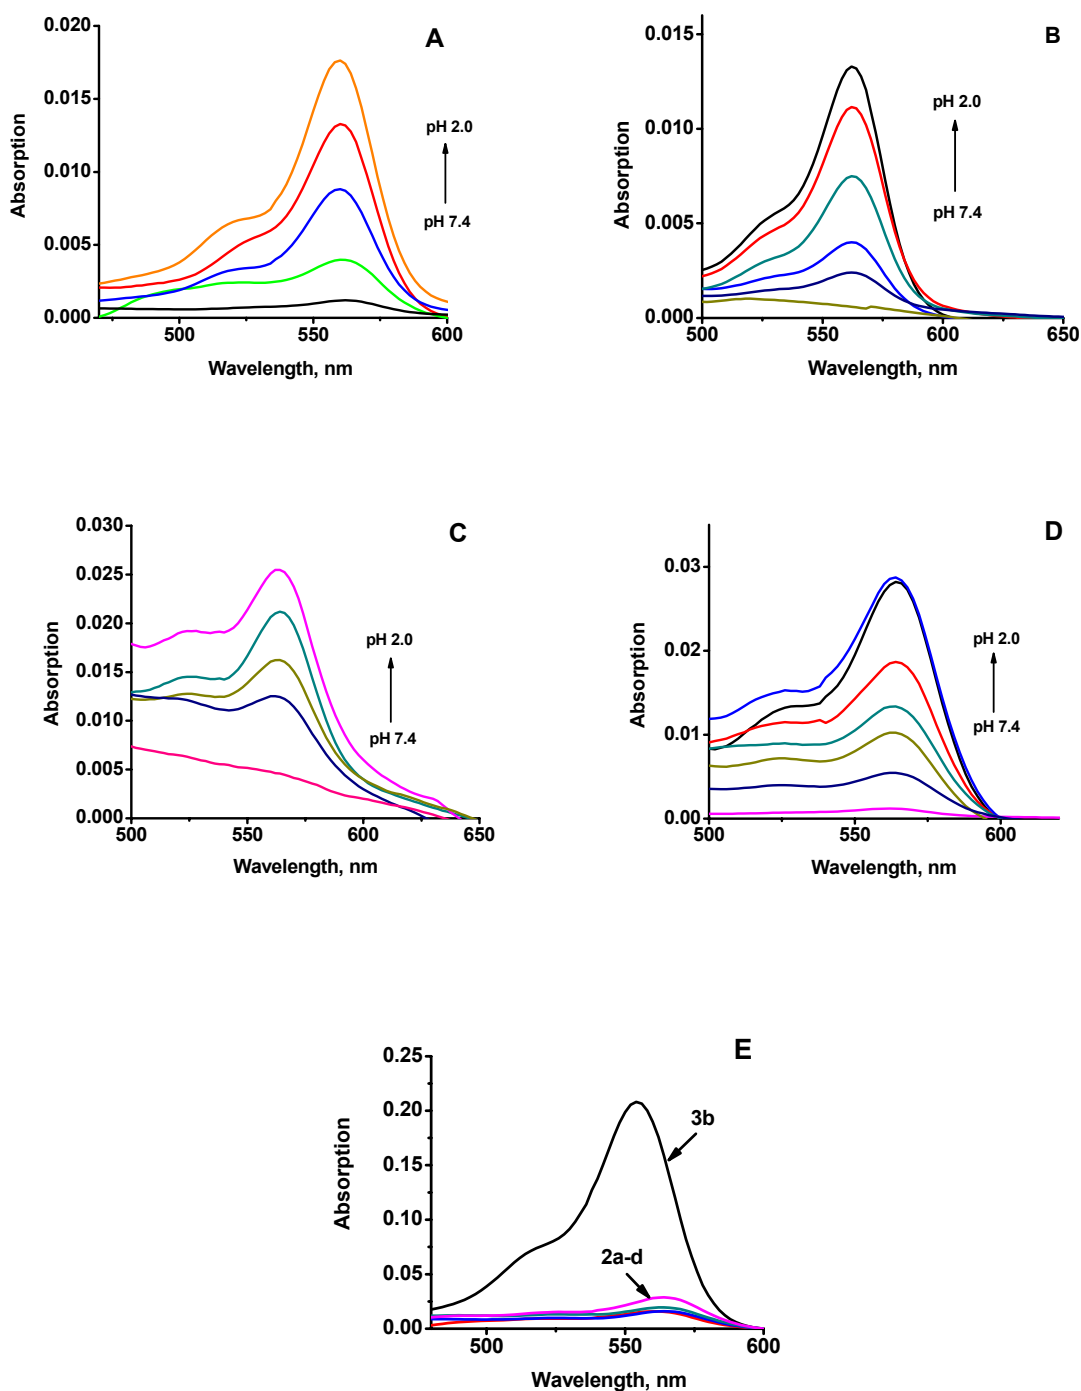 A
0.020
0.015
0.010
0.005
0.000
Absorption
pH 2.0
pH 7.4
500
550
600
Wavelength, nm
B
0.015
0.010
0.005
0.000
Absorption
pH 2.0
pH 7.4
500
550
600
650
Wavelength, nm
C
0.030
0.025
0.020
0.015
0.010
0.005
0.000
Absorption
pH 2.0
pH 7.4
500
550
600
650
Wavelength, nm
D
0.03
0.02
0.01
0.00
Absorption
pH 2.0
pH 7.4
500
550
600
Wavelength, nm
E
0.25
0.20
0.15
0.10
0.05
0.00
Absorption
3b
2a-d
500
550
600
Wavelength, nm